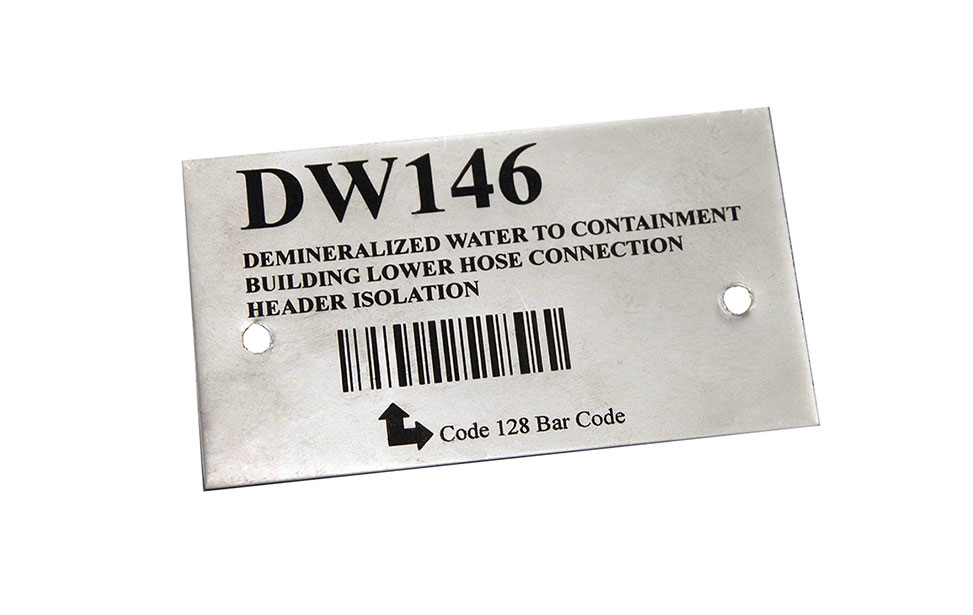 DW146
DEMINERALIZED WATER TO CONTAINMENT
BUILDING LOWER HOSE CONNECTION
HEADER ISOLATION
Code 128 Bar Code